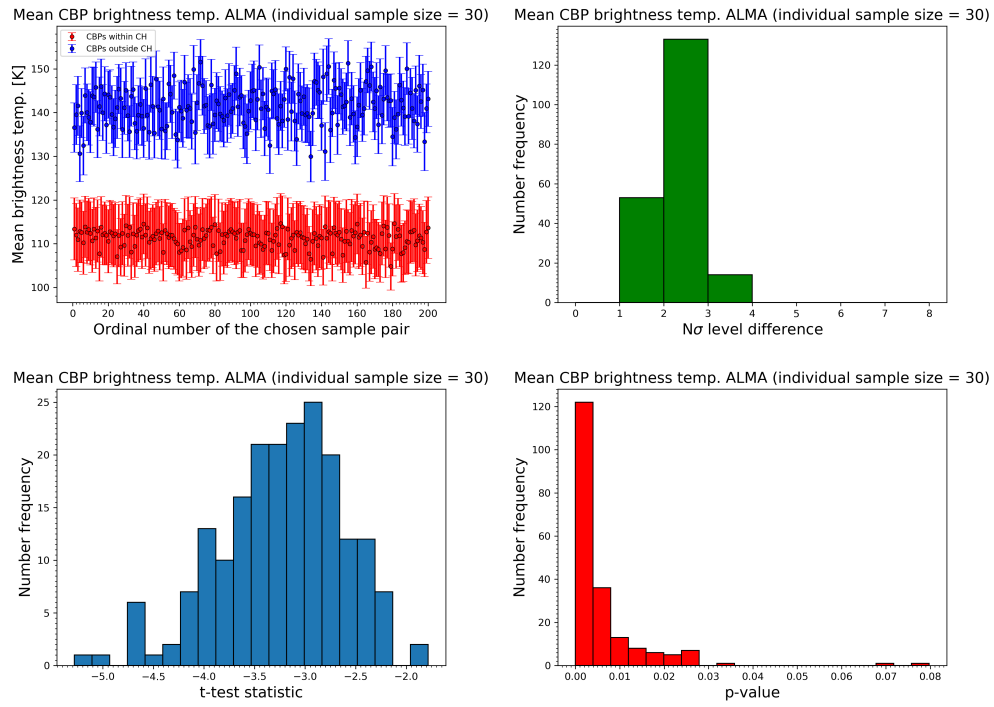 Mean CBP brightness temp. ALMA (individual sample size = 30)
CBPs within CH
CBPs outside CH
Mean brightness temp. [K]
150
140
130
120
110
100
0 20 40 60 80 100 120 140 160 180 200
Ordinal number of the chosen sample pair
Mean CBP brightness temp. ALMA (individual sample size = 30)
Number frequency
120
100
80
60
40
20
0
0 1 2 3 4 5 6 7 8
Nσ level difference
Mean CBP brightness temp. ALMA (individual sample size = 30)
Number frequency
25
20
15
10
5
0
−5.0 −4.5 −4.0 −3.5 −3.0 −2.5 −2.0
t-test statistic
Mean CBP brightness temp. ALMA (individual sample size = 30)
Number frequency
120
100
80
60
40
20
0
0.00 0.01 0.02 0.03 0.04 0.05 0.06 0.07 0.08
p-value